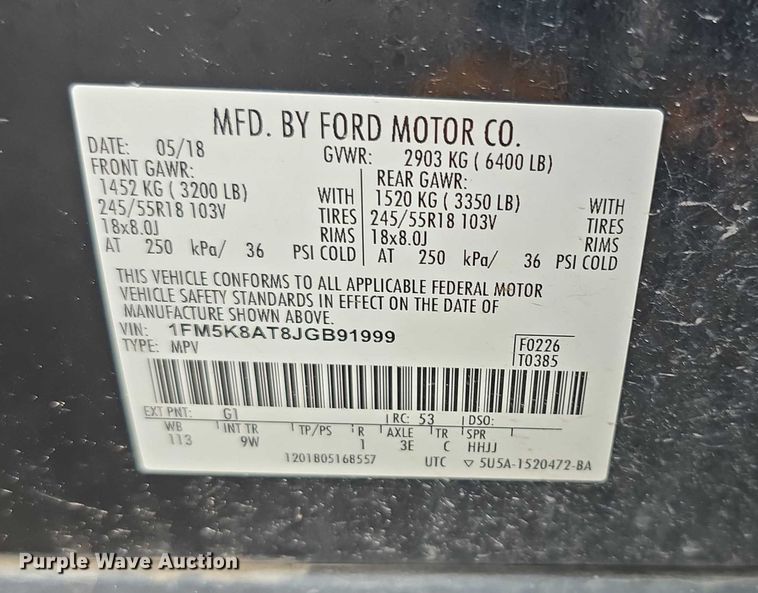 MFD. BY FORD MOTOR CO.
DATE: 05/18 GVWR: 2903 KG ( 6400 LB)
FRONT GAWR: REAR GAWR:
1452 KG ( 3200 LB) WITH 1520 KG ( 3350 LB) WITH
245/55R18 103V TIRES 245/55R18 103V TIRES
18x8.0J RIMS 18x8.0J RIMS
AT 250 kPa/ 36 PSI COLD AT 250 kPa/ 36 PSI COLD
THIS VEHICLE CONFORMS TO ALL APPLICABLE FEDERAL MOTOR
VEHICLE SAFETY STANDARDS IN EFFECT ON THE DATE OF
MANUFACTURE SHOWN ABOVE.
VIN: 1FM5K8AT8JGB91999 F0226
TYPE: MPV T0385
EXT PNT: G1 RC: 53 DSO:
WB INT TR TP/PS R AXLE TR SPR
113 9W 1 3E C HHJJ
1201805168557 UTC ▽ 5U5A-1520472-BA
Purple Wave Auction